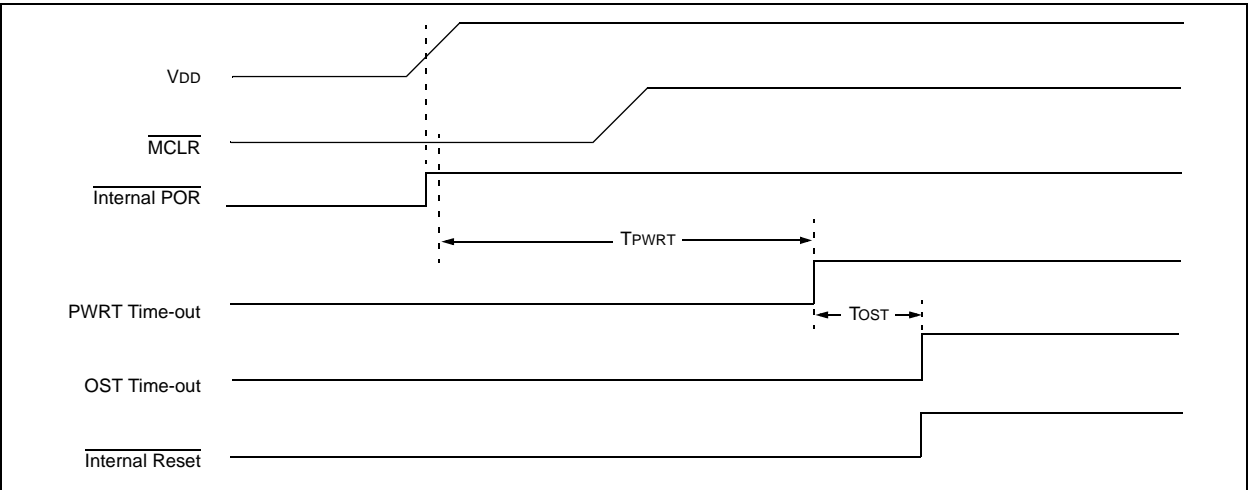 VDD
MCLR
Internal POR
TPWRT
PWRT Time-out
TOST
OST Time-out
Internal Reset